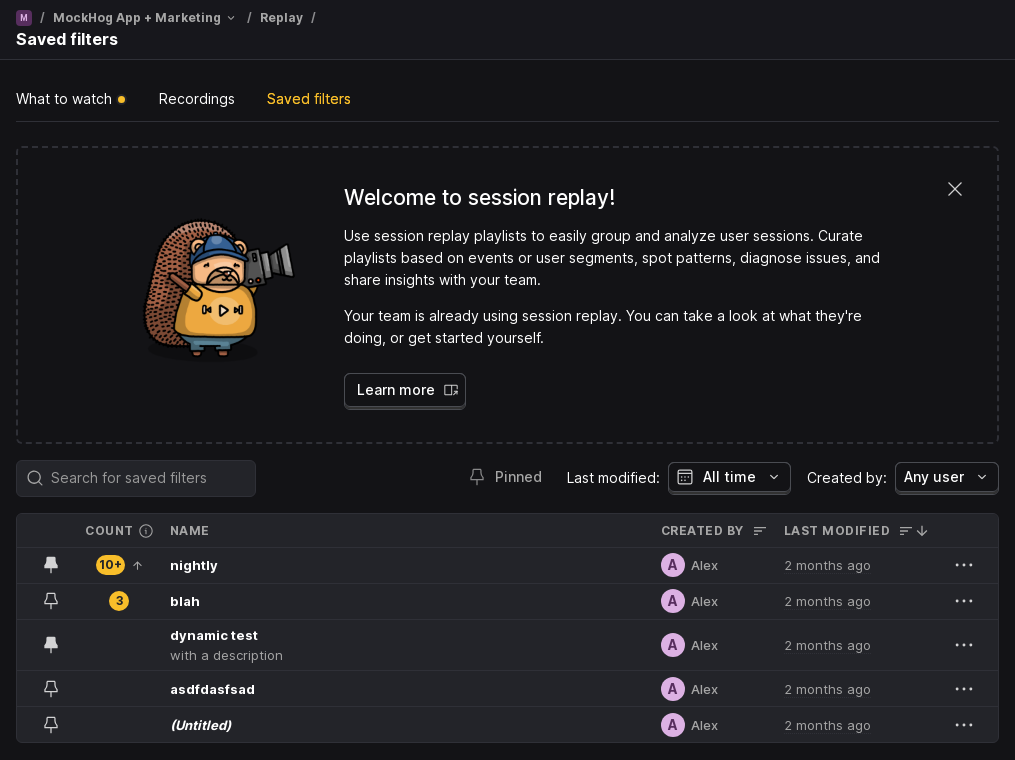 M / MockHog App + Marketing / Replay /
Saved filters
What to watch Recordings Saved filters
Welcome to session replay!
Use session replay playlists to easily group and analyze user sessions. Curate
playlists based on events or user segments, spot patterns, diagnose issues, and
share insights with your team.
Your team is already using session replay. You can take a look at what they're
doing, or get started yourself.
Learn more
Search for saved filters Pinned Last modified: All time Created by: Any user
COUNT NAME CREATED BY LAST MODIFIED
10+ nightly A Alex 2 months ago
3 blah A Alex 2 months ago
dynamic test A Alex 2 months ago
with a description
asdfdasfsad A Alex 2 months ago
(Untitled) A Alex 2 months ago